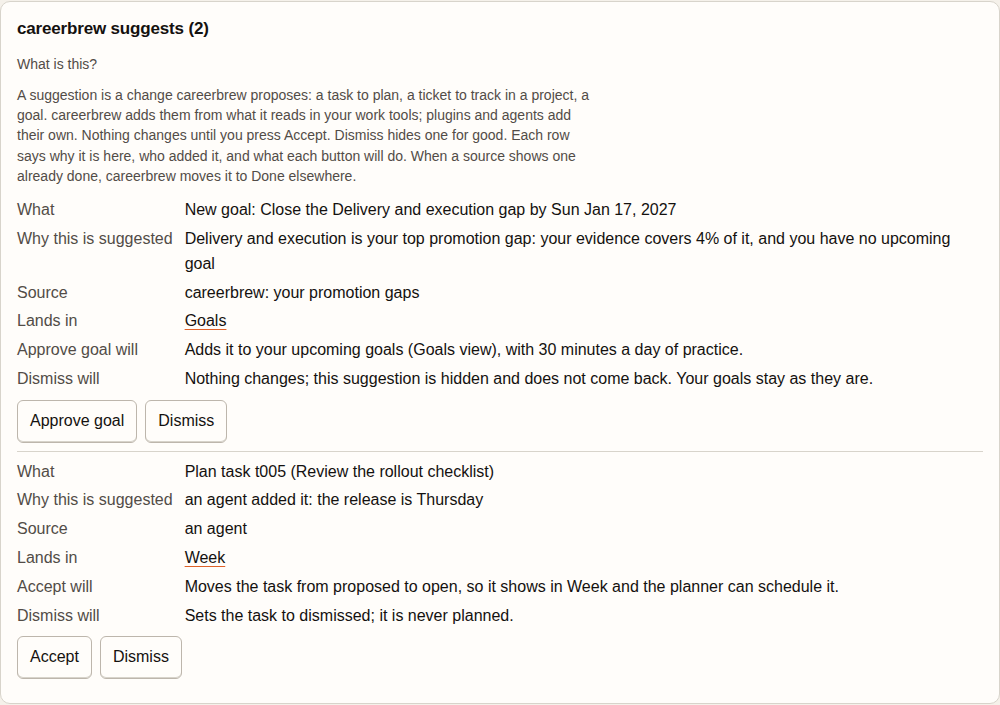 careerbrew suggests (2)
What is this?
A suggestion is a change careerbrew proposes: a task to plan, a ticket to track in a project, a
goal. careerbrew adds them from what it reads in your work tools; plugins and agents add
their own. Nothing changes until you press Accept. Dismiss hides one for good. Each row
says why it is here, who added it, and what each button will do. When a source shows one
already done, careerbrew moves it to Done elsewhere.
What New goal: Close the Delivery and execution gap by Sun Jan 17, 2027
Why this is suggested Delivery and execution is your top promotion gap: your evidence covers 4% of it, and you have no upcoming
goal
Source careerbrew: your promotion gaps
Lands in Goals
Approve goal will Adds it to your upcoming goals (Goals view), with 30 minutes a day of practice.
Dismiss will Nothing changes; this suggestion is hidden and does not come back. Your goals stay as they are.
Approve goal Dismiss
What Plan task t005 (Review the rollout checklist)
Why this is suggested an agent added it: the release is Thursday
Source an agent
Lands in Week
Accept will Moves the task from proposed to open, so it shows in Week and the planner can schedule it.
Dismiss will Sets the task to dismissed; it is never planned.
Accept Dismiss